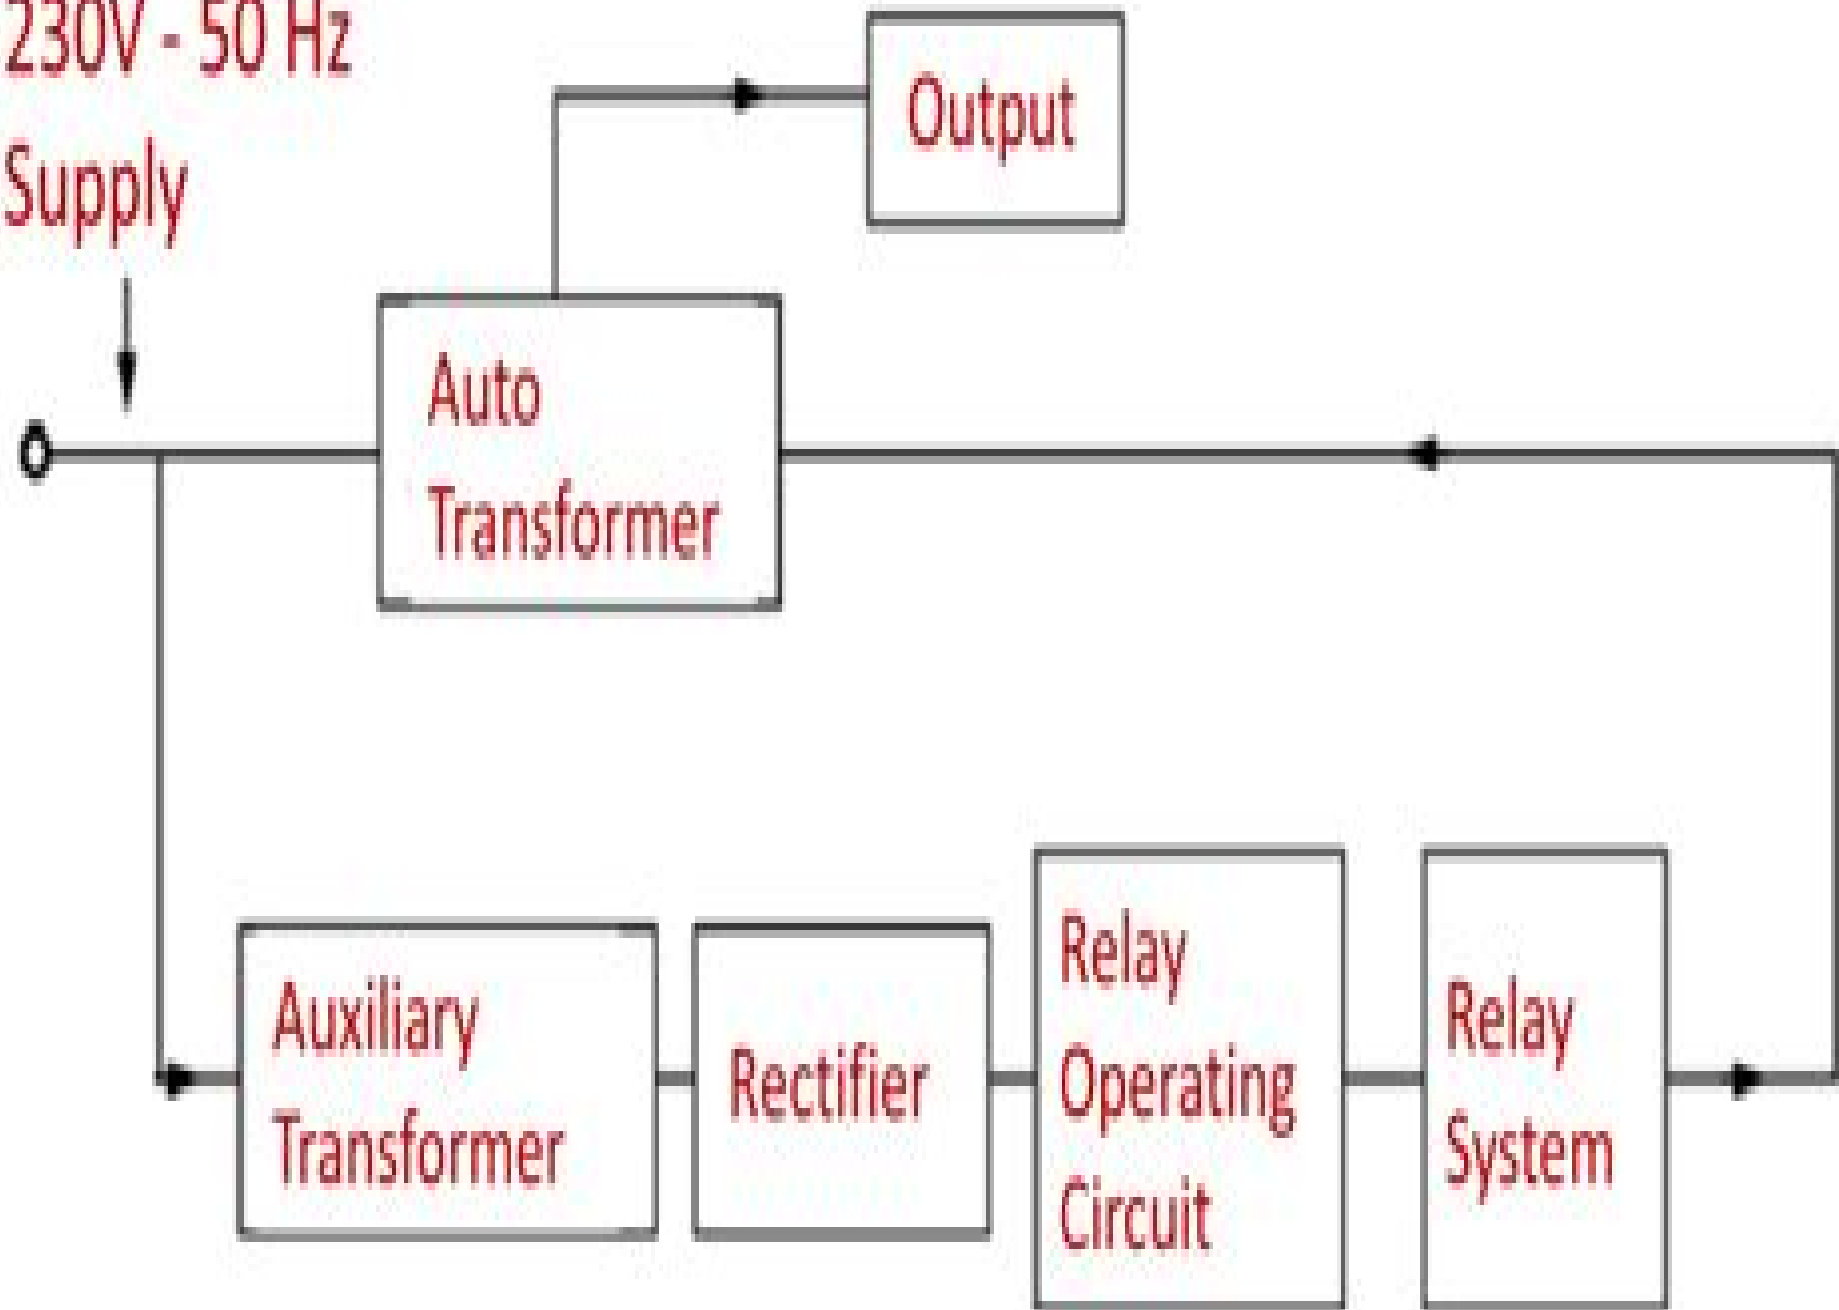 230V - 50 Hz
Supply
Output
Auto
Transformer
Auxiliary
Transformer
Rectifier
Relay
Operating
Circuit
Relay
System